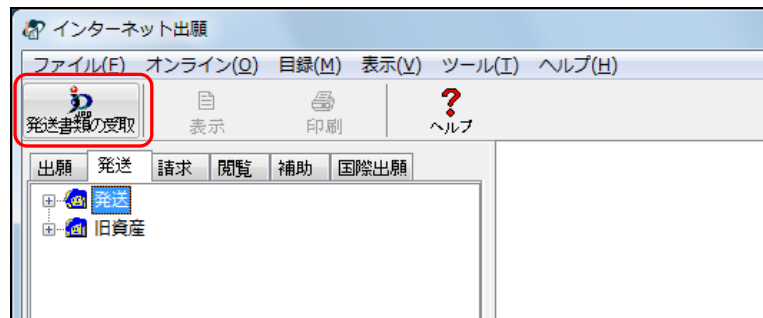 インターネット出願
ファイル(F) オンライン(O) 目録(M) 表示(V) ツール(T) ヘルプ(H)
発送書類の受取 表示 印刷 ヘルプ
出願 発送 請求 閲覧 補助 国際出願
発送
旧資産